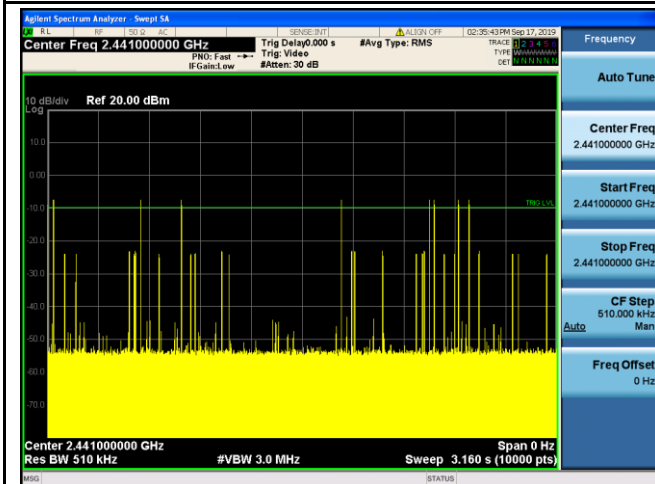 Agilent Spectrum Analyzer - Swept SA
RL RF 50 Ω AC SENSE:INT ALIGN OFF 02:35:43 PM Sep 17, 2019
Center Freq 2.441000000 GHz
Trig Delay0.000 s #Avg Type: RMS TRACE 1 2 3 4 5 6
PNO: Fast Trig: Video TYPE
IFGain:Low #Atten: 30 dB DET N N N N N N
10 dB/div Ref 20.00 dBm
Log
10.0
0.00
-10.0
TRIG LVL
-20.0
-30.0
-40.0
-50.0
-60.0
-70.0
Center 2.441000000 GHz Span 0 Hz
Res BW 510 kHz #VBW 3.0 MHz Sweep 3.160 s (10000 pts)
MSG STATUS
Frequency
Auto Tune
Center Freq
2.441000000 GHz
Start Freq
2.441000000 GHz
Stop Freq
2.441000000 GHz
CF Step
510.000 kHz
Auto Man
Freq Offset
0 Hz